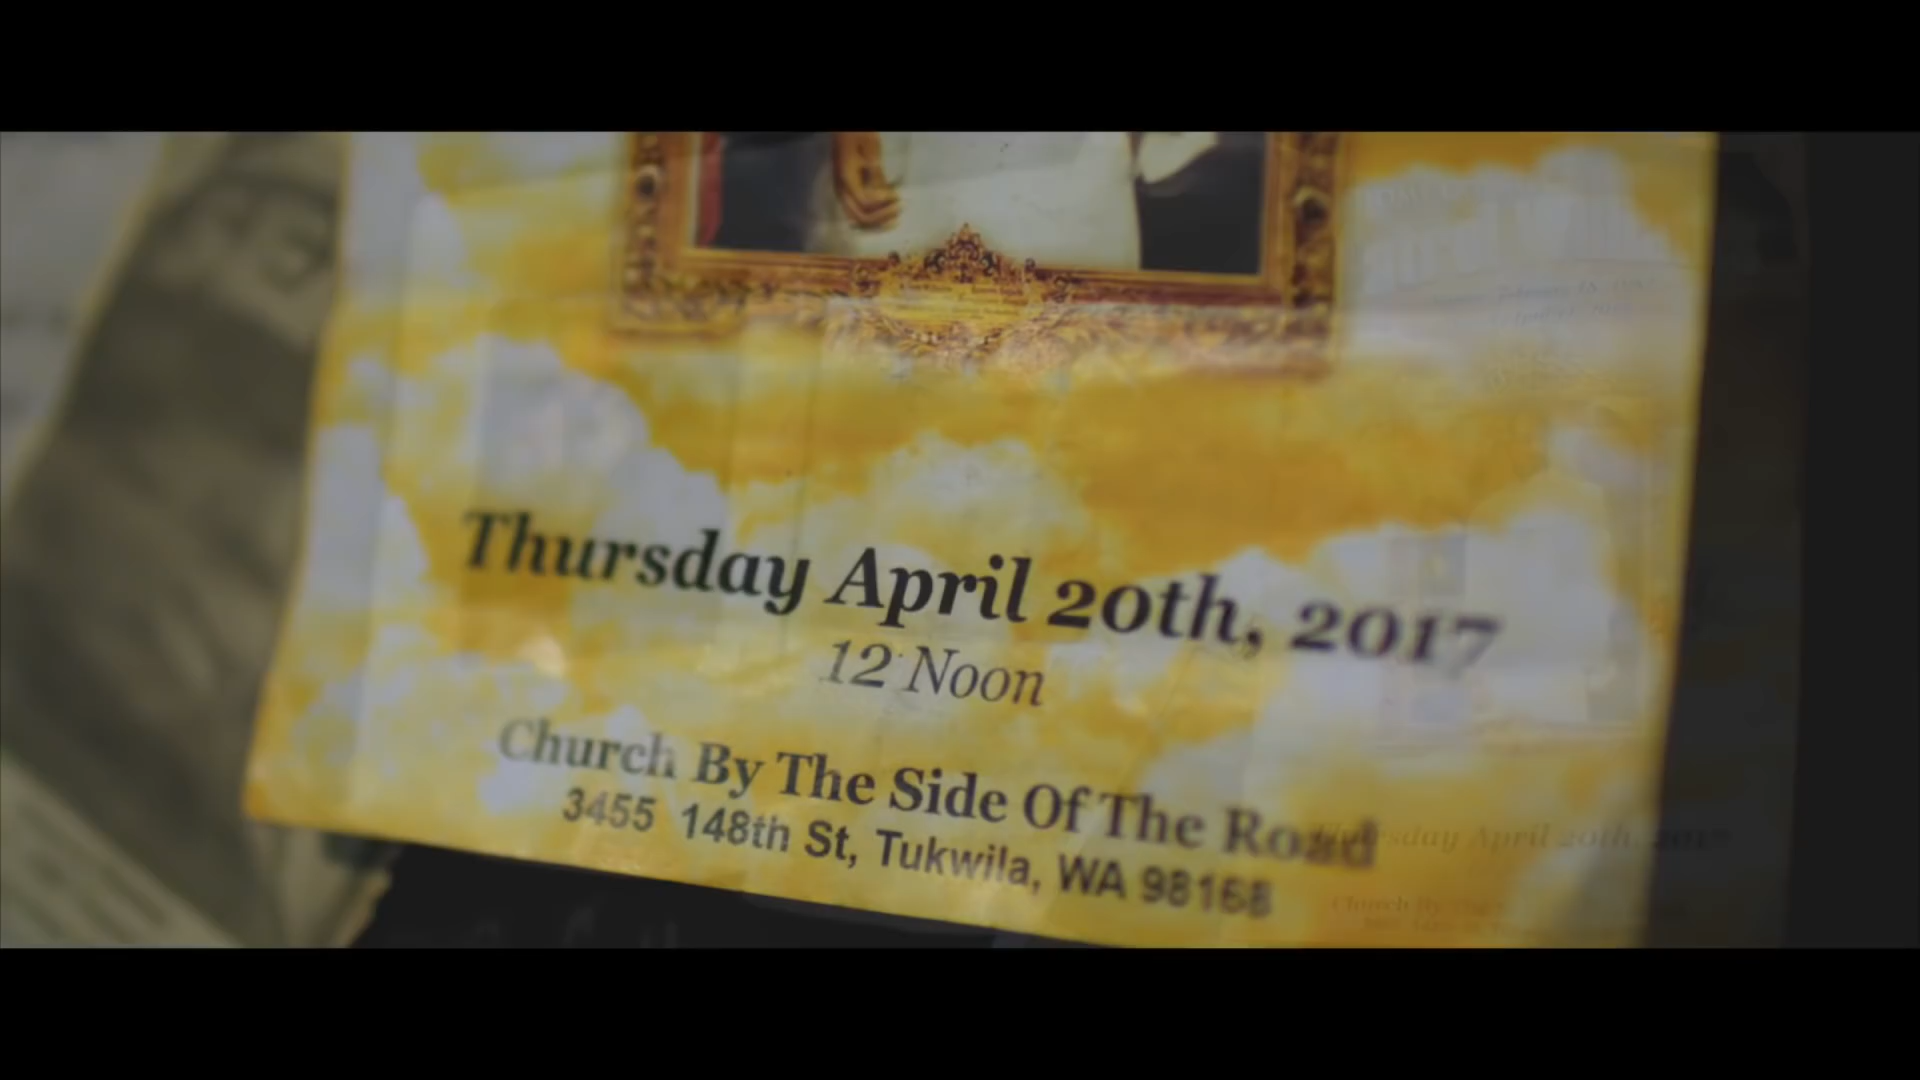 Thursday April 20th, 2017
12 Noon
Church By The Side Of The Road
3455 148th St, Tukwila, WA 98168